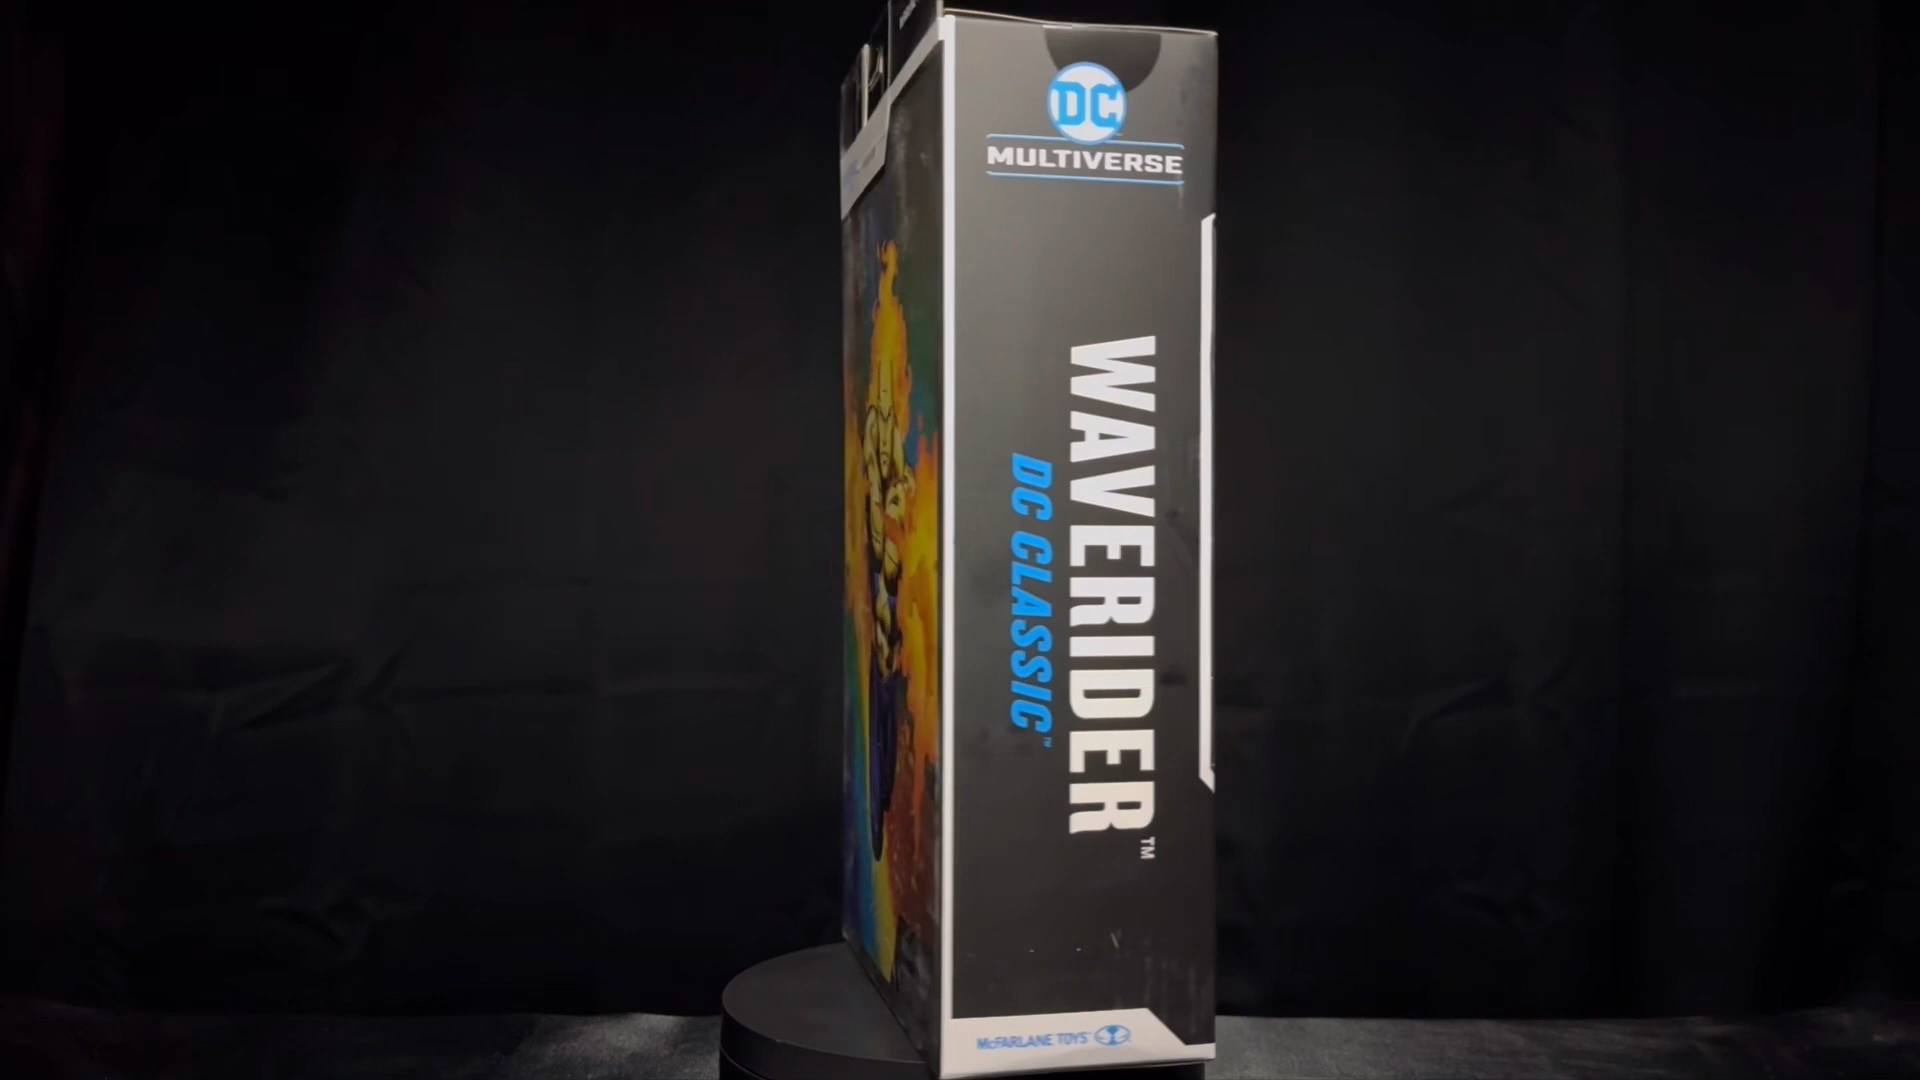 DC
MULTIVERSE
WAVERIDER™
DC CLASSIC™
McFARLANE TOYS